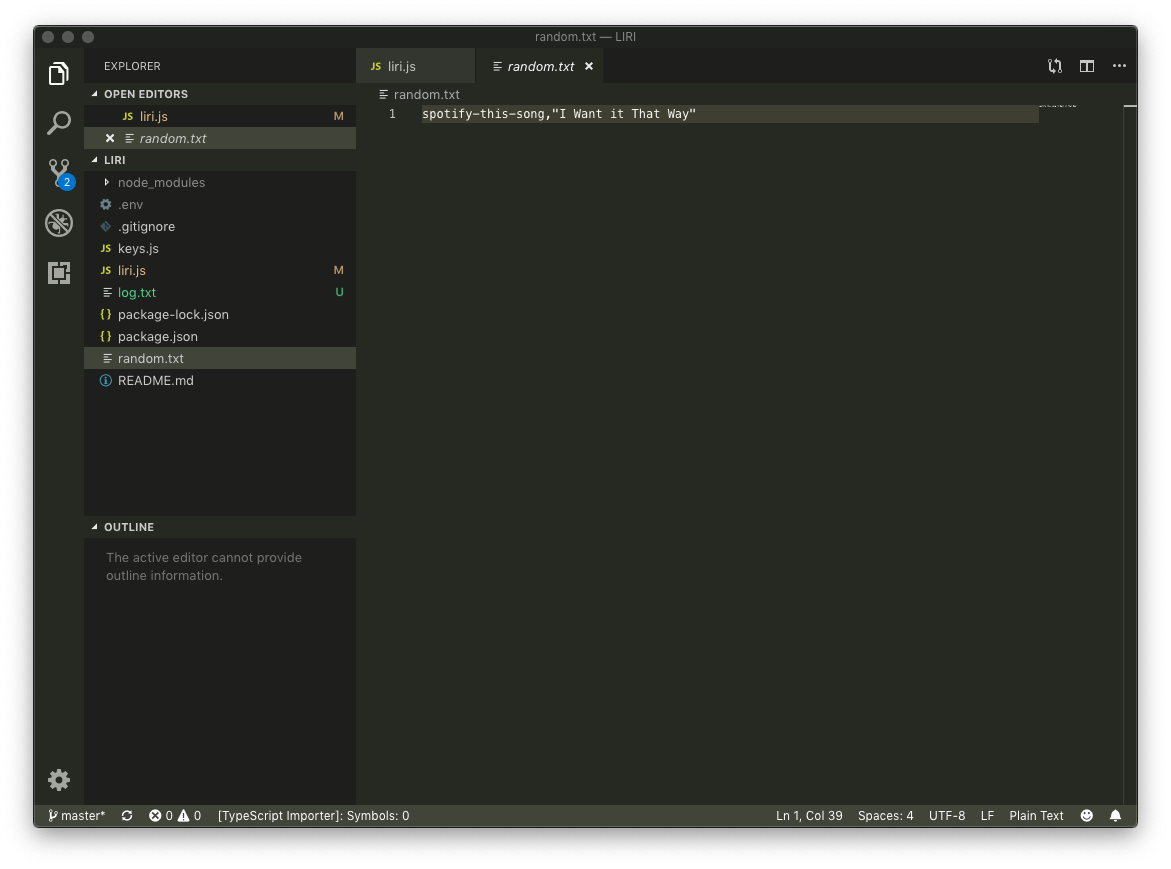 random.txt — LIRI
EXPLORER
OPEN EDITORS
JS liri.js M
random.txt
LIRI
node_modules
.env
.gitignore
JS keys.js
JS liri.js M
log.txt U
{ } package-lock.json
{ } package.json
random.txt
README.md
OUTLINE
The active editor cannot provide
outline information.
2
JS liri.js
random.txt
random.txt
1 spotify-this-song,"I Want it That Way"
master* 0 0 [TypeScript Importer]: Symbols: 0 Ln 1, Col 39 Spaces: 4 UTF-8 LF Plain Text